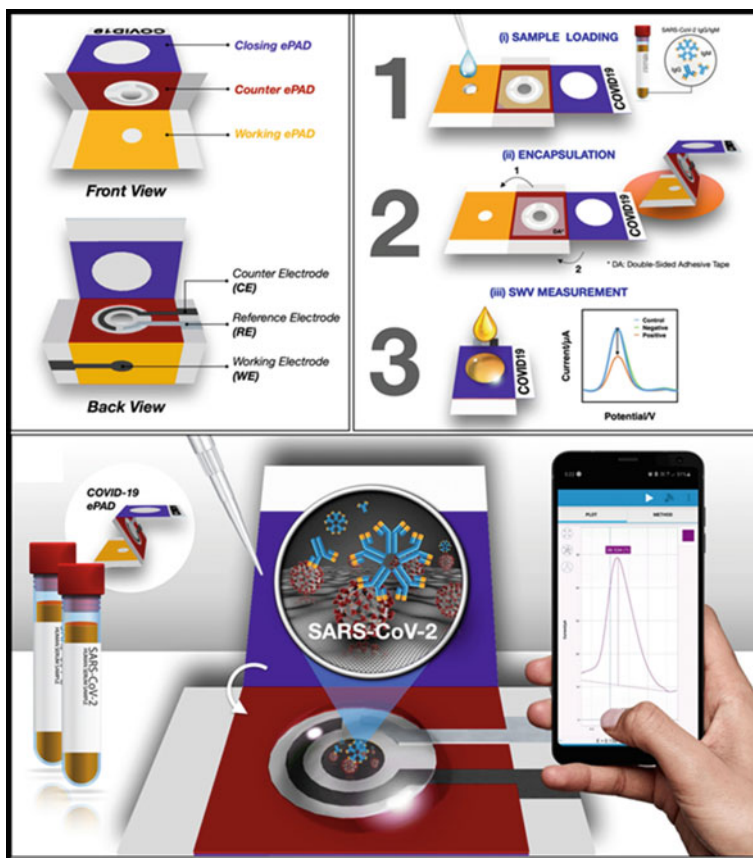 COVID19
Closing ePAD
Counter ePAD
Working ePAD
Front View
Counter Electrode
(CE)
Reference Electrode
(RE)
Working Electrode
(WE)
Back View
1
(i) SAMPLE LOADING
SARS-CoV-2 IgG/IgM
IgM
IgG
COVID19
2
(ii) ENCAPSULATION
1
DA*
COVID19
2
* DA: Double-Sided Adhesive Tape
3
(iii) SWV MEASUREMENT
COVID19
Current/µA
Control
Negative
Positive
Potential/V
COVID-19
ePAD
SARS-CoV-2
HUMAN SERUM SAMPLE
SARS-CoV-2
PLOT
METHOD